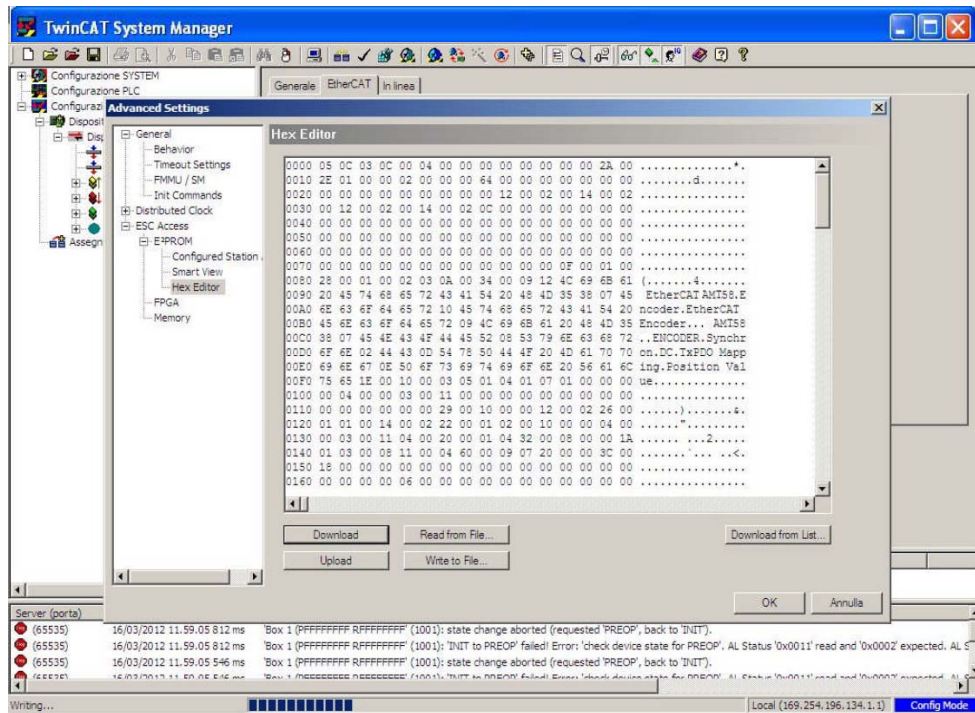 TwinCAT System Manager
Configurazione SYSTEM
Configurazione PLC
Configurazi
Disposit
Dis
Assegn
Generale EtherCAT In linea
Advanced Settings
General
Behavior
Timeout Settings
FMMU / SM
Init Commands
Distributed Clock
ESC Access
E²PROM
Configured Station
Smart View
Hex Editor
FPGA
Memory
Hex Editor
0000 05 0C 03 0C 00 04 00 00 00 00 00 00 00 00 2A 00 ..............*.
0010 2E 01 00 00 02 00 00 00 64 00 00 00 00 00 00 00 ........d.......
0020 00 00 00 00 00 00 00 00 00 12 00 02 00 14 00 02 ................
0030 00 12 00 02 00 14 00 02 0C 00 00 00 00 00 00 00 ................
0040 00 00 00 00 00 00 00 00 00 00 00 00 00 00 00 00 ................
0050 00 00 00 00 00 00 00 00 00 00 00 00 00 00 00 00 ................
0060 00 00 00 00 00 00 00 00 00 00 00 00 00 00 00 00 ................
0070 00 00 00 00 00 00 00 00 00 00 00 00 0F 00 01 00 ................
0080 28 00 01 00 02 03 0A 00 34 00 09 12 4C 69 6B 61 (.......4.....
0090 20 45 74 68 65 72 43 41 54 20 48 4D 35 38 07 45 EtherCAT AMT58.E
00A0 6E 63 6F 64 65 72 10 45 74 68 65 72 43 41 54 20 ncoder.EtherCAT
00B0 45 6E 63 6F 64 65 72 09 4C 69 6B 61 20 48 4D 35 Encoder... AMT58
00C0 38 07 45 4E 43 4F 44 45 52 08 53 79 6E 63 68 72 ..ENCODER.Synchr
00D0 6F 6E 02 44 43 0D 54 78 50 44 4F 20 4D 61 70 70 on.DC.TxPDO Mapp
00E0 69 6E 67 0E 50 6F 73 69 74 69 6F 6E 20 56 61 6C ing.Position Val
00F0 75 65 1E 00 10 00 03 05 01 04 01 07 01 00 00 00 ue..............
0100 00 04 00 00 03 00 11 00 00 00 00 00 00 00 00 00 ................
0110 00 00 00 00 00 00 29 00 10 00 00 12 00 02 26 00 ......).......&.
0120 01 01 00 14 00 02 22 00 01 00 02 00 10 00 00 04 00 ......".........
0130 00 03 00 11 04 00 20 00 01 04 32 00 08 00 00 1A ...... ...2.....
0140 01 03 00 08 11 00 04 60 00 09 07 20 00 00 3C 00 .......`... ..<.
0150 18 00 00 00 00 00 00 00 00 00 00 00 00 00 00 00 ................
0160 00 00 00 00 06 00 00 00 00 00 00 00 00 00 00 00 ................
Download Read from File... Download from List...
Upload Write to File...
OK Annulla
Server (porta)
(65535) 16/03/2012 11.59.05 812 ms 'Box 1 (PFFFFFFFF RFFFFFFFF' (1001): state change aborted (requested 'PREOP', back to 'INIT').
(65535) 16/03/2012 11.59.05 812 ms 'Box 1 (PFFFFFFFF RFFFFFFFF' (1001): 'INIT to PREOP' failed! Error: 'check device state for PREOP'. AL Status '0x0011' read and '0x0002' expected. AL S
(65535) 16/03/2012 11.59.05 546 ms 'Box 1 (PFFFFFFFF RFFFFFFFF' (1001): state change aborted (requested 'PREOP', back to 'INIT').
Writing... Local (169.254.196.134.1.1) Config Mode